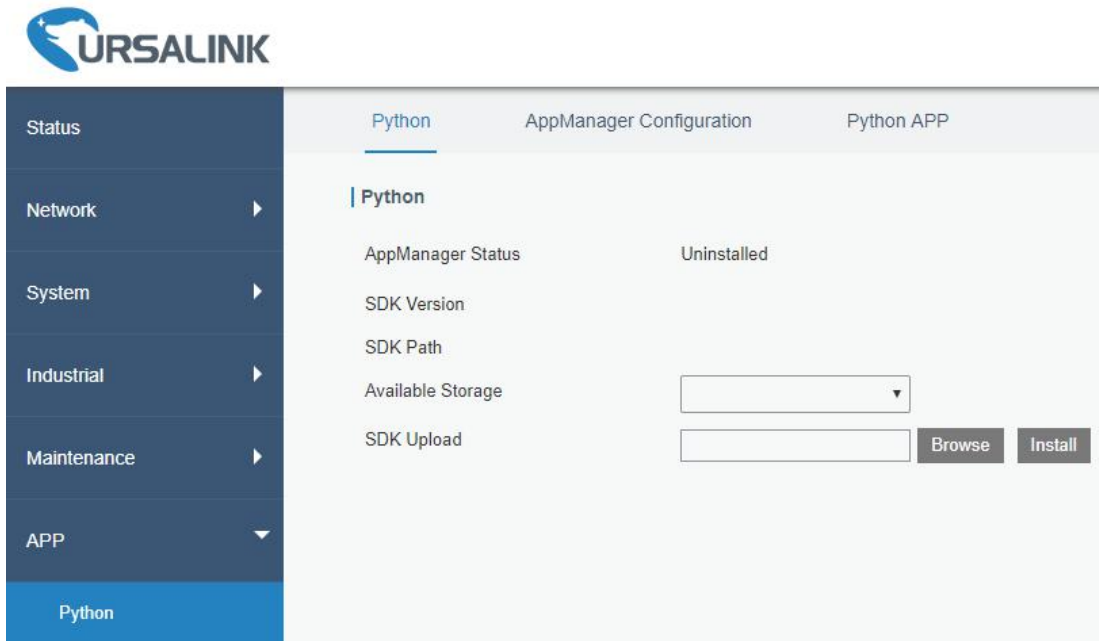 URSALINK
Status
Network
System
Industrial
Maintenance
APP
Python
Python AppManager Configuration Python APP
Python
AppManager Status Uninstalled
SDK Version
SDK Path
Available Storage
SDK Upload Browse Install